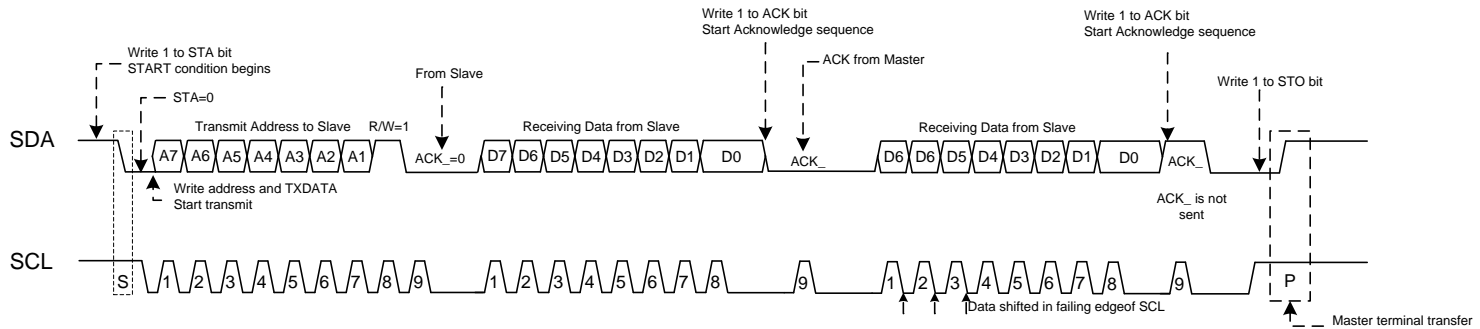 Write 1 to ACK bit
Start Acknowledge sequence
Write 1 to ACK bit
Start Acknowledge sequence
Write 1 to STA bit
START condition begins
From Slave
ACK from Master
Write 1 to STO bit
STA=0
SDA
Transmit Address to Slave
R/W=1
Receiving Data from Slave
Receiving Data from Slave
A7 A6 A5 A4 A3 A2 A1 ACK_=0 D7 D6 D5 D4 D3 D2 D1 D0 ACK_ D6 D6 D5 D4 D3 D2 D1 D0 ACK_
Write address and TXDATA
Start transmit
ACK_ is not
sent
SCL
S 1 2 3 4 5 6 7 8 9 1 2 3 4 5 6 7 8 9 1 2 3 4 5 6 7 8 9 P
Data shifted in failing edgeof SCL
Master terminal transfer